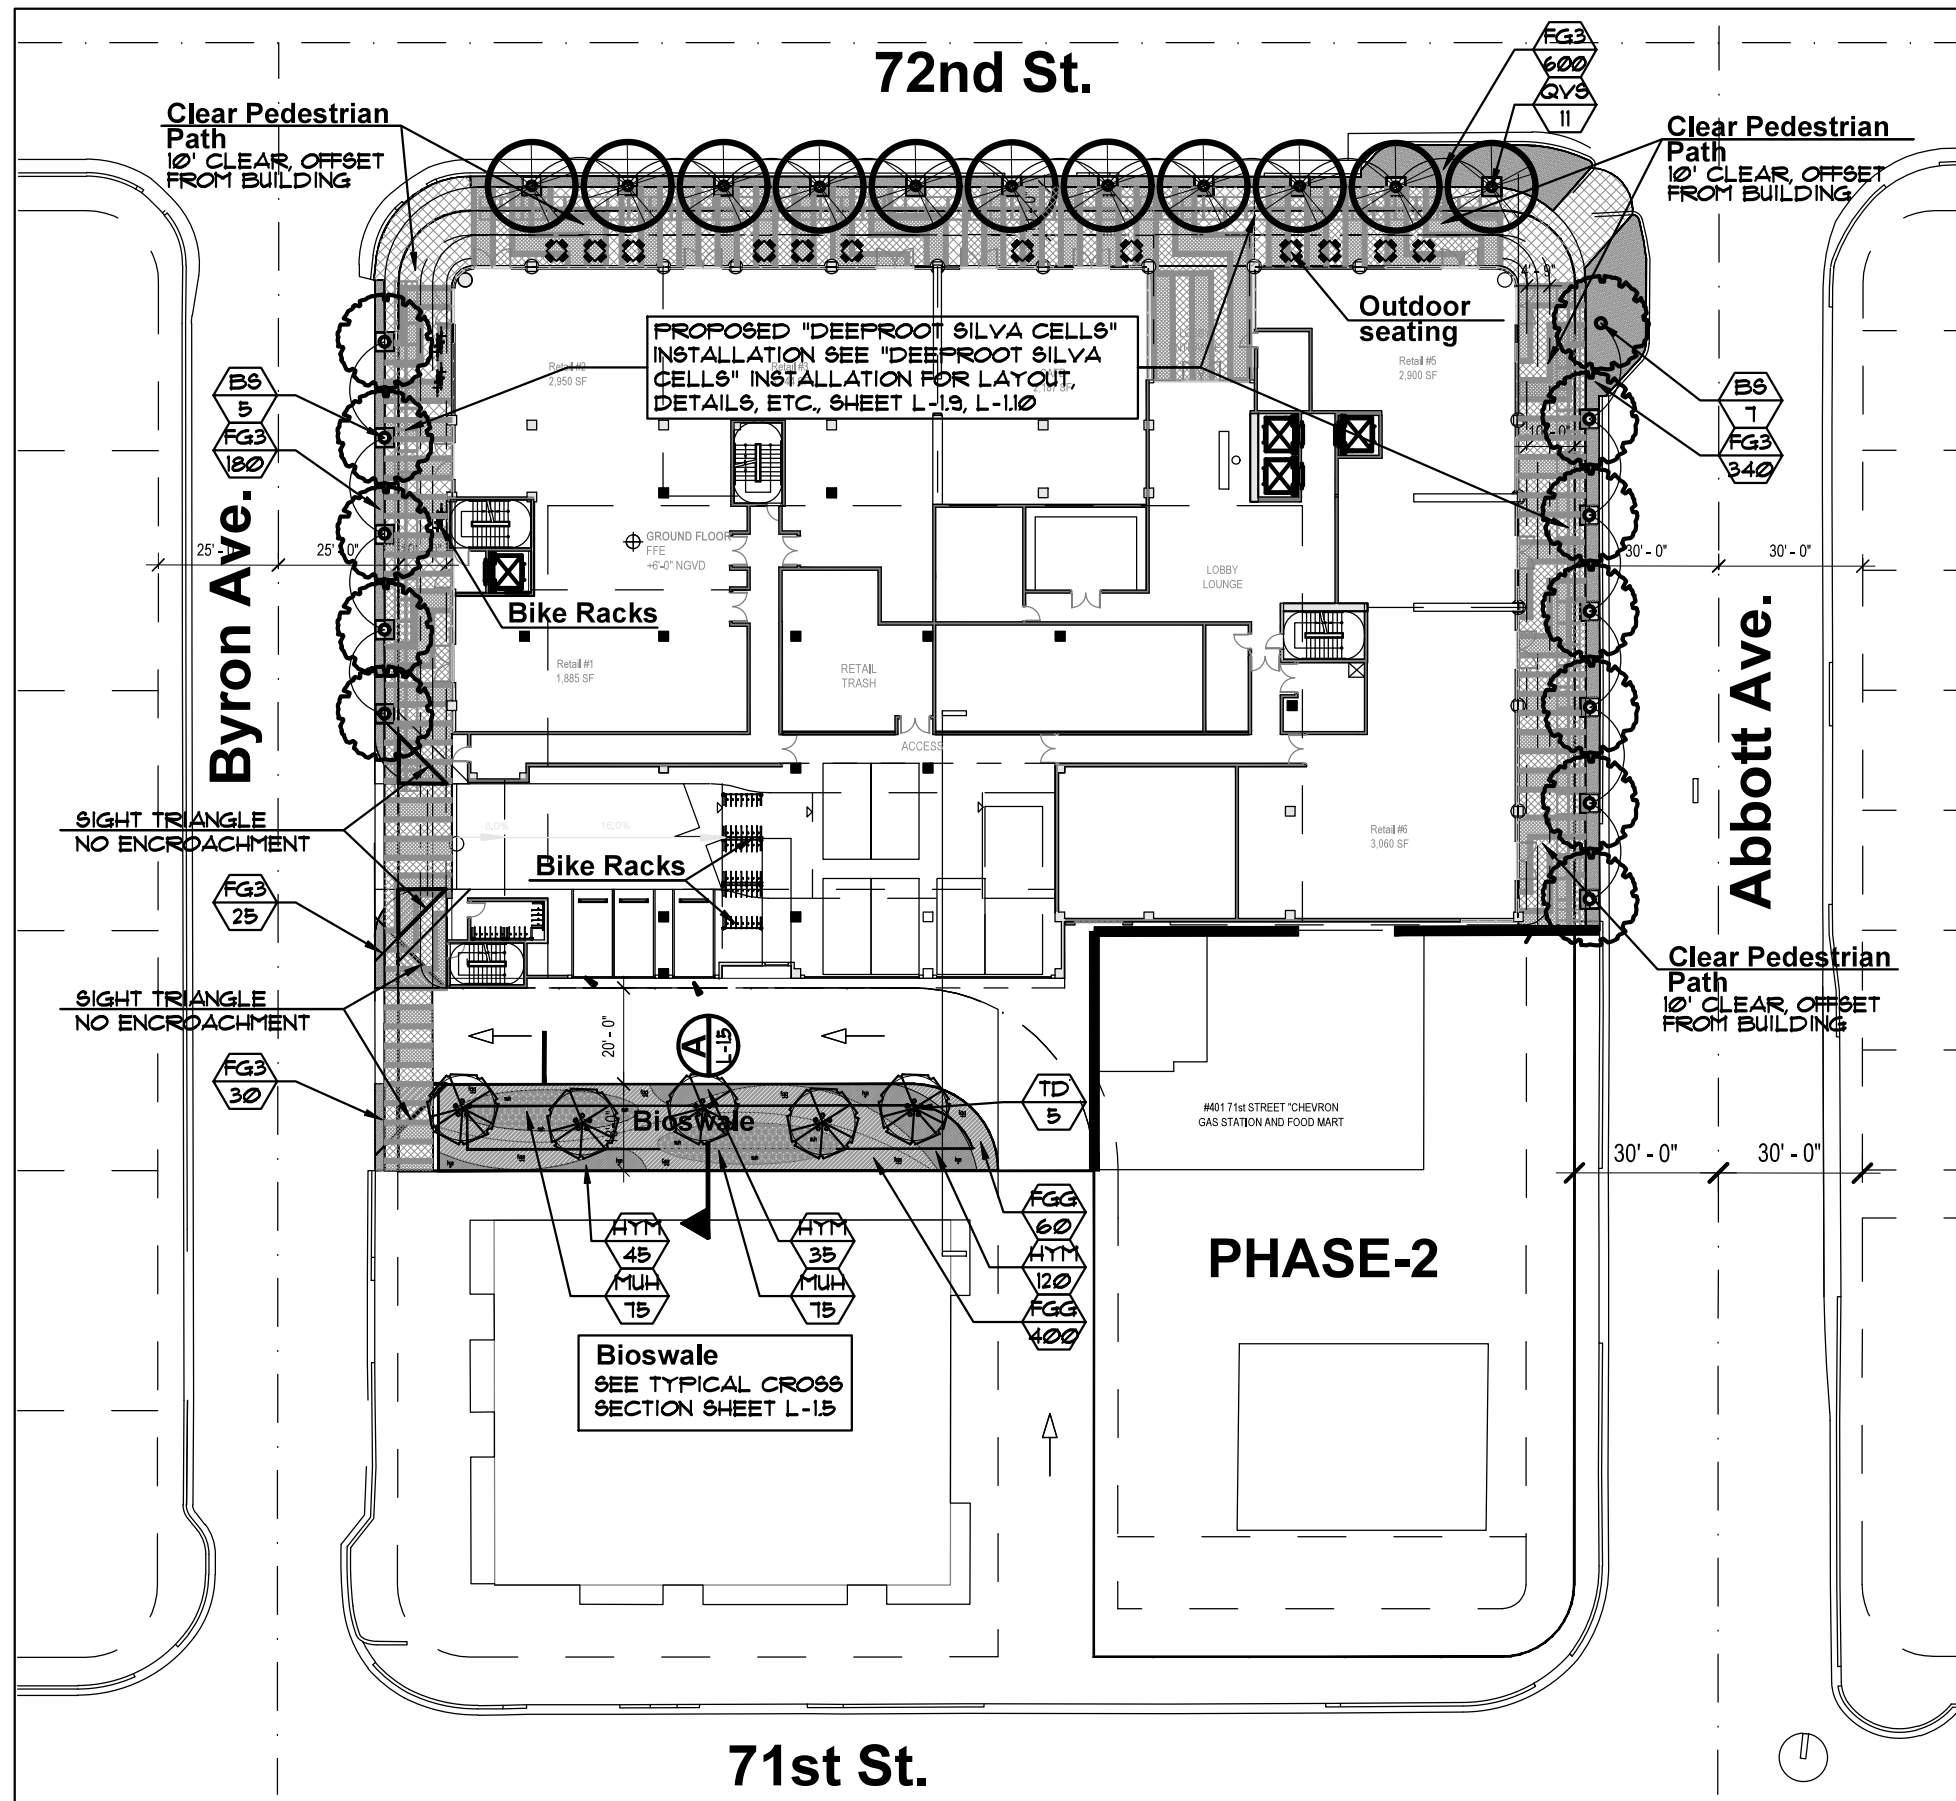 72nd St.
FG3
600
QVS
11
Clear Pedestrian
Path
10' CLEAR, OFFSET
FROM BUILDING
Clear Pedestrian
Path
10' CLEAR, OFFSET
FROM BUILDING
4' - 9"
Outdoor
seating
PROPOSED "DEEPROOT SILVA CELLS"
INSTALLATION SEE "DEEPROOT SILVA
CELLS" INSTALLATION FOR LAYOUT,
DETAILS, ETC., SHEET L-1.9, L-1.10
Retail #2
2,950 SF
Retail #5
2,900 SF
BS
5
FG3
180
BS
7
FG3
340
10' - 0"
Byron Ave.
25' - 0"
25' - 0"
GROUND FLOOR
FFE
+6'-0" NGVD
LOBBY
LOUNGE
30' - 0"
30' - 0"
Abbott Ave.
Bike Racks
Retail #1
1,885 SF
RETAIL
TRASH
ACCESS
SIGHT TRIANGLE
NO ENCROACHMENT
15.0%
Retail #6
3,060 SF
Bike Racks
FG3
25
SIGHT TRIANGLE
NO ENCROACHMENT
Clear Pedestrian
Path
10' CLEAR, OFFSET
FROM BUILDING
20' - 0"
A
L-1.5
FG3
30
TD
5
Bioswale
#401 71st STREET "CHEVRON
GAS STATION AND FOOD MART
30' - 0"
30' - 0"
HYM
45
MUH
75
HYM
35
MUH
75
FGG
60
HYM
120
FGG
400
PHASE-2
Bioswale
SEE TYPICAL CROSS
SECTION SHEET L-1.5
71st St.